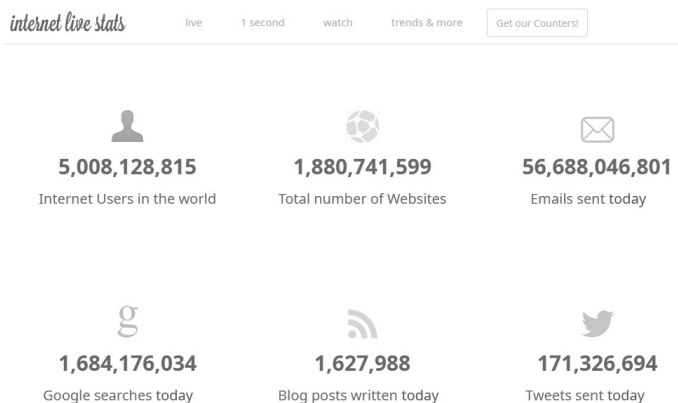 internet live stats live 1 second watch trends & more Get our Counters!
5,008,128,815 1,880,741,599 56,688,046,801
Internet Users in the world Total number of Websites Emails sent today
g
1,684,176,034 1,627,988 171,326,694
Google searches today Blog posts written today Tweets sent today